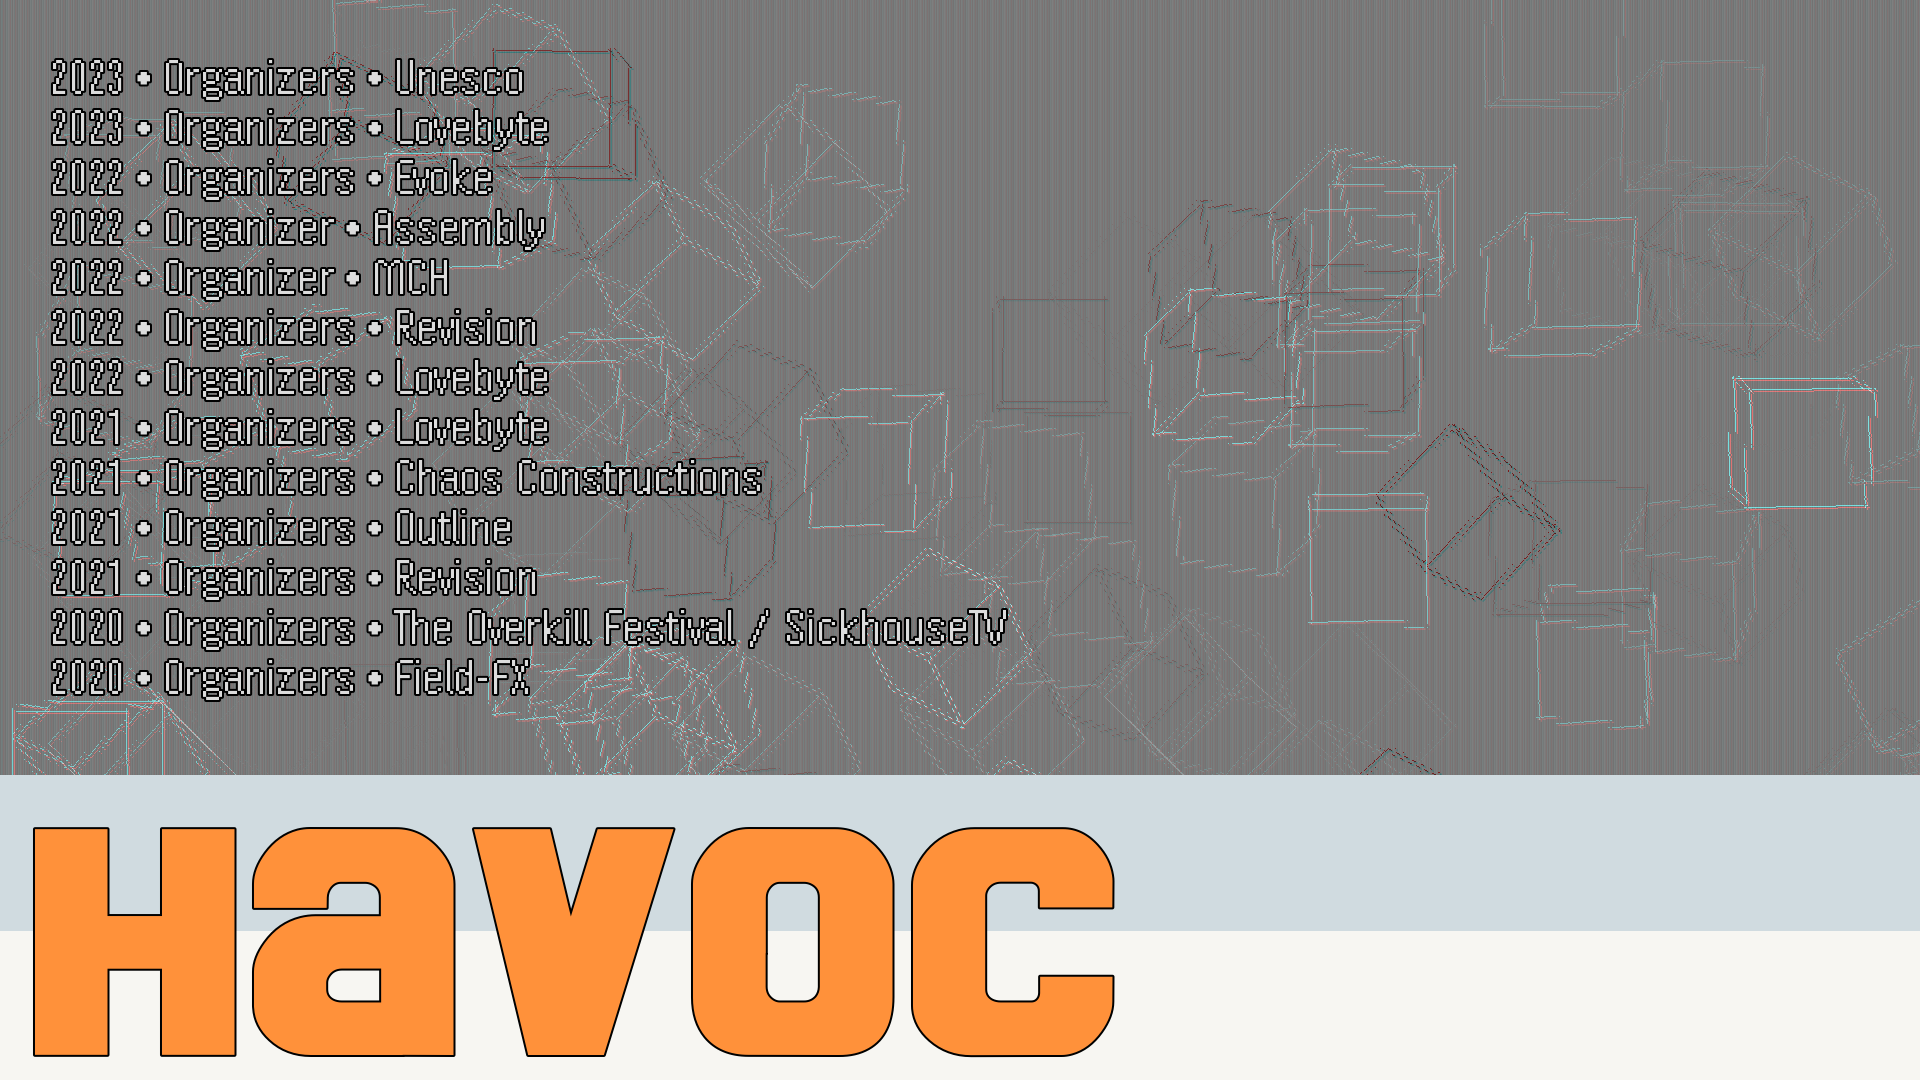 2023 • Organizers • Unesco
2023 • Organizers • Lovebyte
2022 • Organizers • Evoke
2022 • Organizer • Assembly
2022 • Organizer • MCH
2022 • Organizers • Revision
2022 • Organizers • Lovebyte
2021 • Organizers • Lovebyte
2021 • Organizers • Chaos Constructions
2021 • Organizers • Outline
2021 • Organizers • Revision
2020 • Organizers • The Overkill Festival / SickhouseTV
2020 • Organizers • Field-FX
Havoc